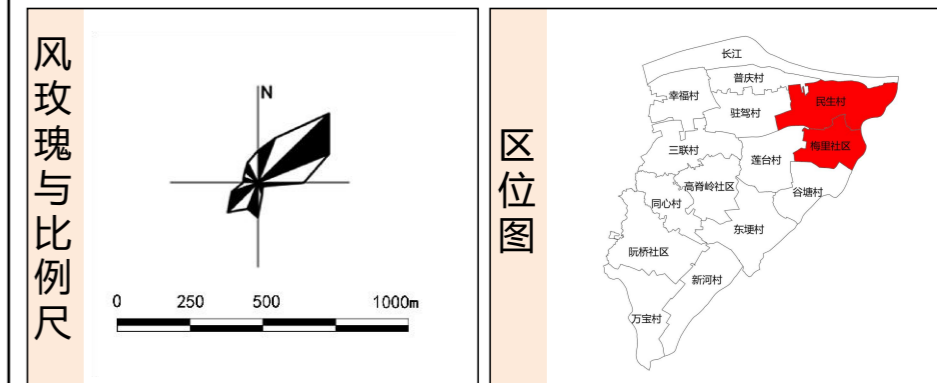 风玫瑰与比例尺
N
0 250 500 1000m
区位图
长江
普庆村
幸福村
驻驾村
民生村
三联村
莲台村
梅里社区
高脊岭社区
谷塘村
同心村
东埂村
阮桥社区
新河村
万宝村